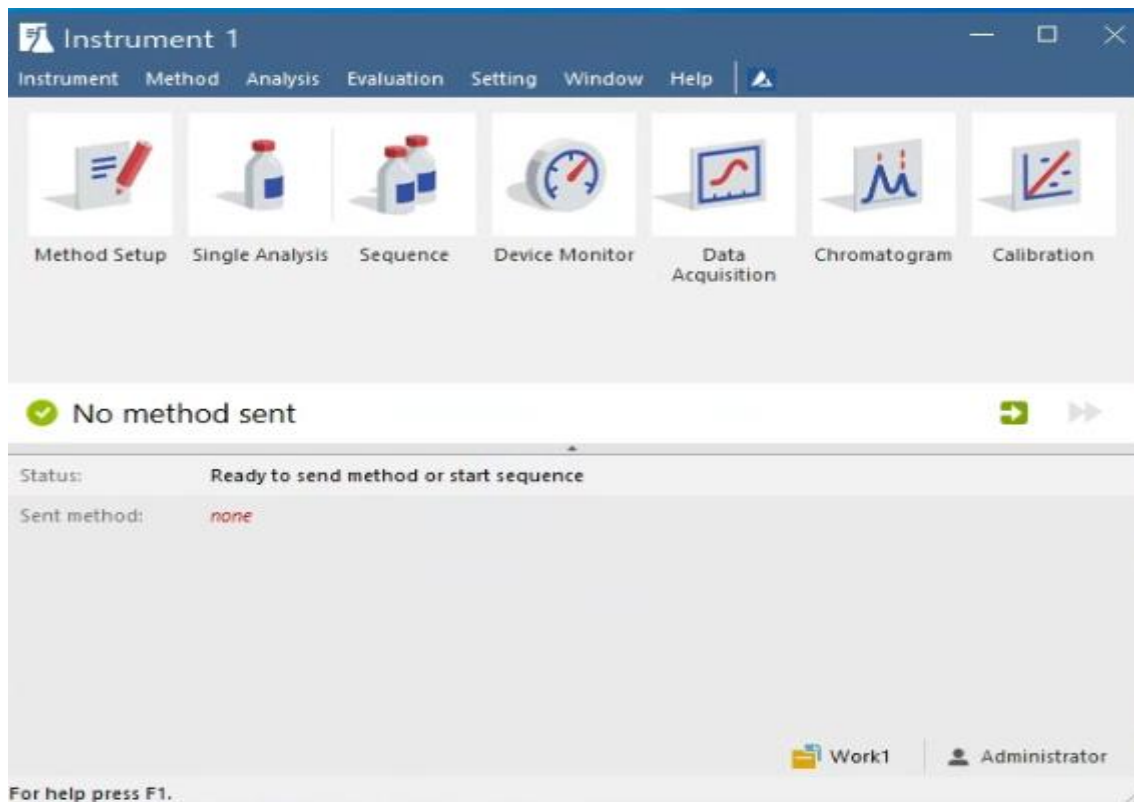 Instrument 1
Instrument Method Analysis Evaluation Setting Window Help
Method Setup Single Analysis Sequence Device Monitor Data Acquisition Chromatogram Calibration
No method sent
Status: Ready to send method or start sequence
Sent method: none
Work1 Administrator
For help press F1.